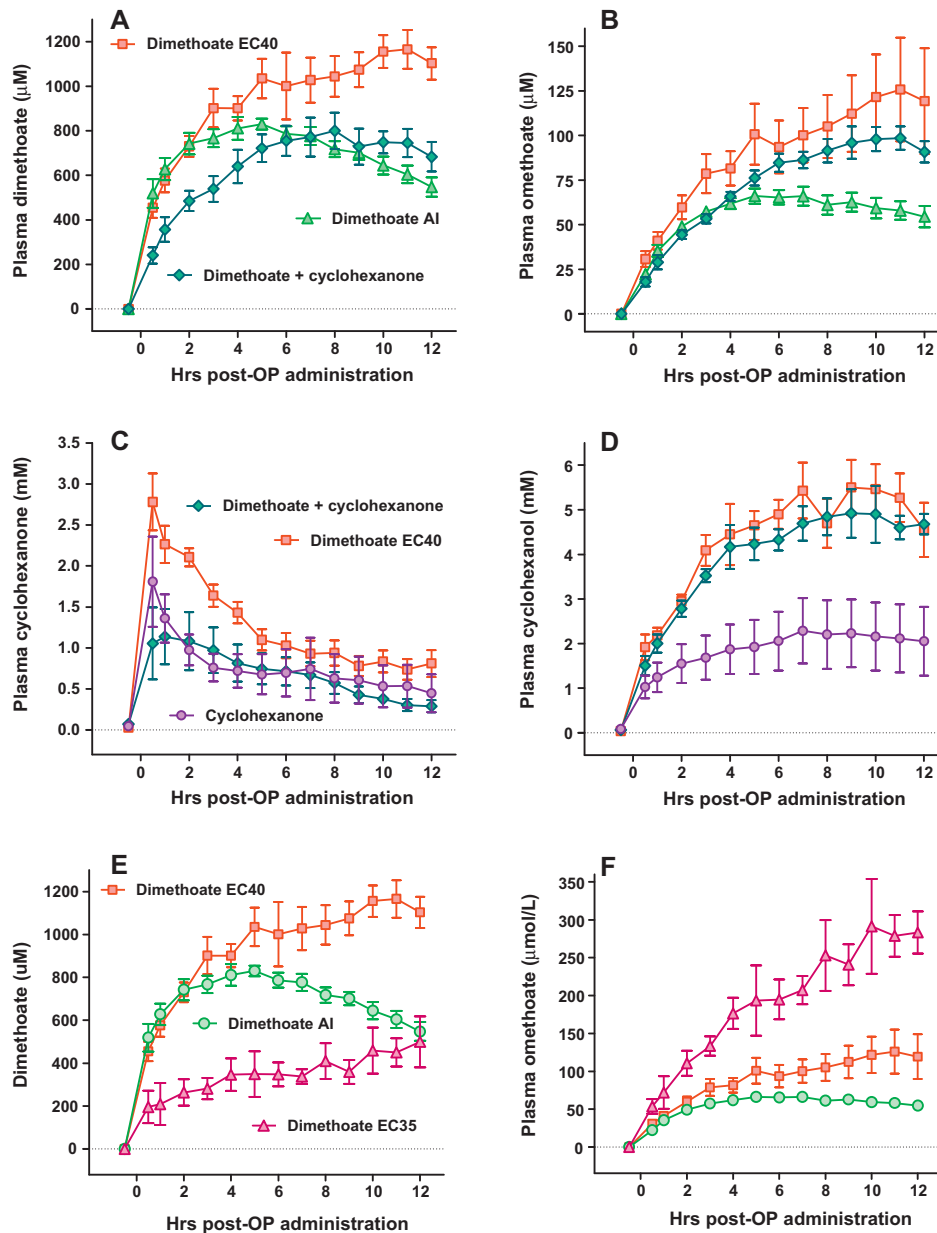 A
Dimethoate EC40
1200
1000
800
600
400
200
0
Plasma dimethoate (µM)
Dimethoate AI
Dimethoate + cyclohexanone
0 2 4 6 8 10 12
Hrs post-OP administration
B
150
125
100
75
50
25
0
Plasma omethoate (µM)
0 2 4 6 8 10 12
Hrs post-OP administration
C
3.5
3.0
2.5
2.0
1.5
1.0
0.5
0.0
Plasma cyclohexanone (mM)
Dimethoate + cyclohexanone
Dimethoate EC40
Cyclohexanone
0 2 4 6 8 10 12
Hrs post-OP administration
D
6
5
4
3
2
1
0
Plasma cyclohexanol (mM)
0 2 4 6 8 10 12
Hrs post-OP administration
E
Dimethoate EC40
1200
1000
800
600
400
200
0
Dimethoate (uM)
Dimethoate AI
Dimethoate EC35
0 2 4 6 8 10 12
Hrs post-OP administration
F
350
300
250
200
150
100
50
0
Plasma omethoate (µmol/L)
0 2 4 6 8 10 12
Hrs post-OP administration